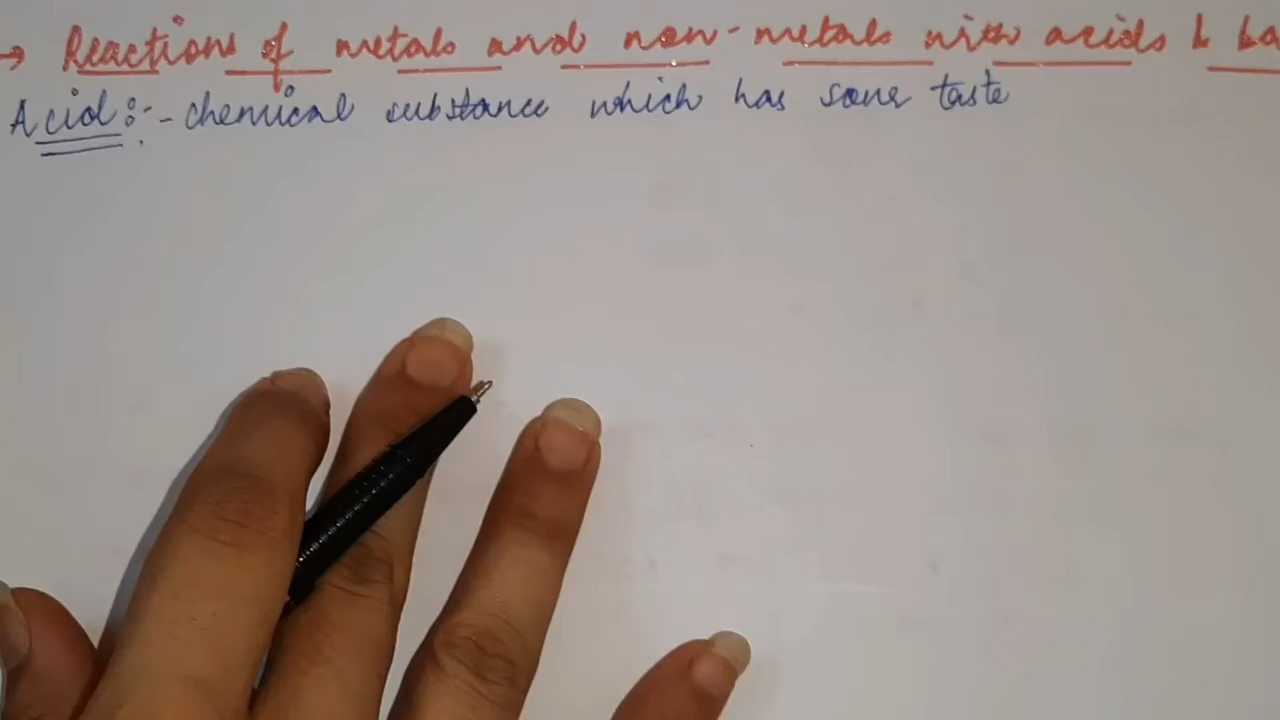 → Reactions of metals and non-metals with acids & ba
Acid:- chemical substance which has sour taste